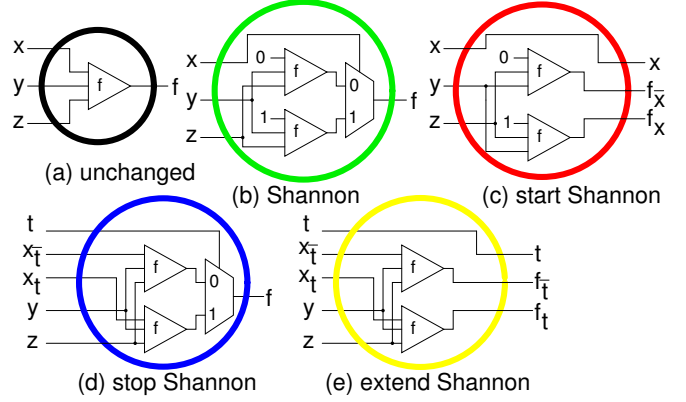 x
y
z
f
f
(a) unchanged
x
y
z
0
f
1
f
0
1
f
(b) Shannon
x
y
z
0
f
1
f
x
f_x̅
f_x
(c) start Shannon
t
x_t̅
x_t
y
z
f
f
0
1
f
(d) stop Shannon
t
x_t̅
x_t
y
z
f
f
t
f_t̅
f_t
(e) extend Shannon